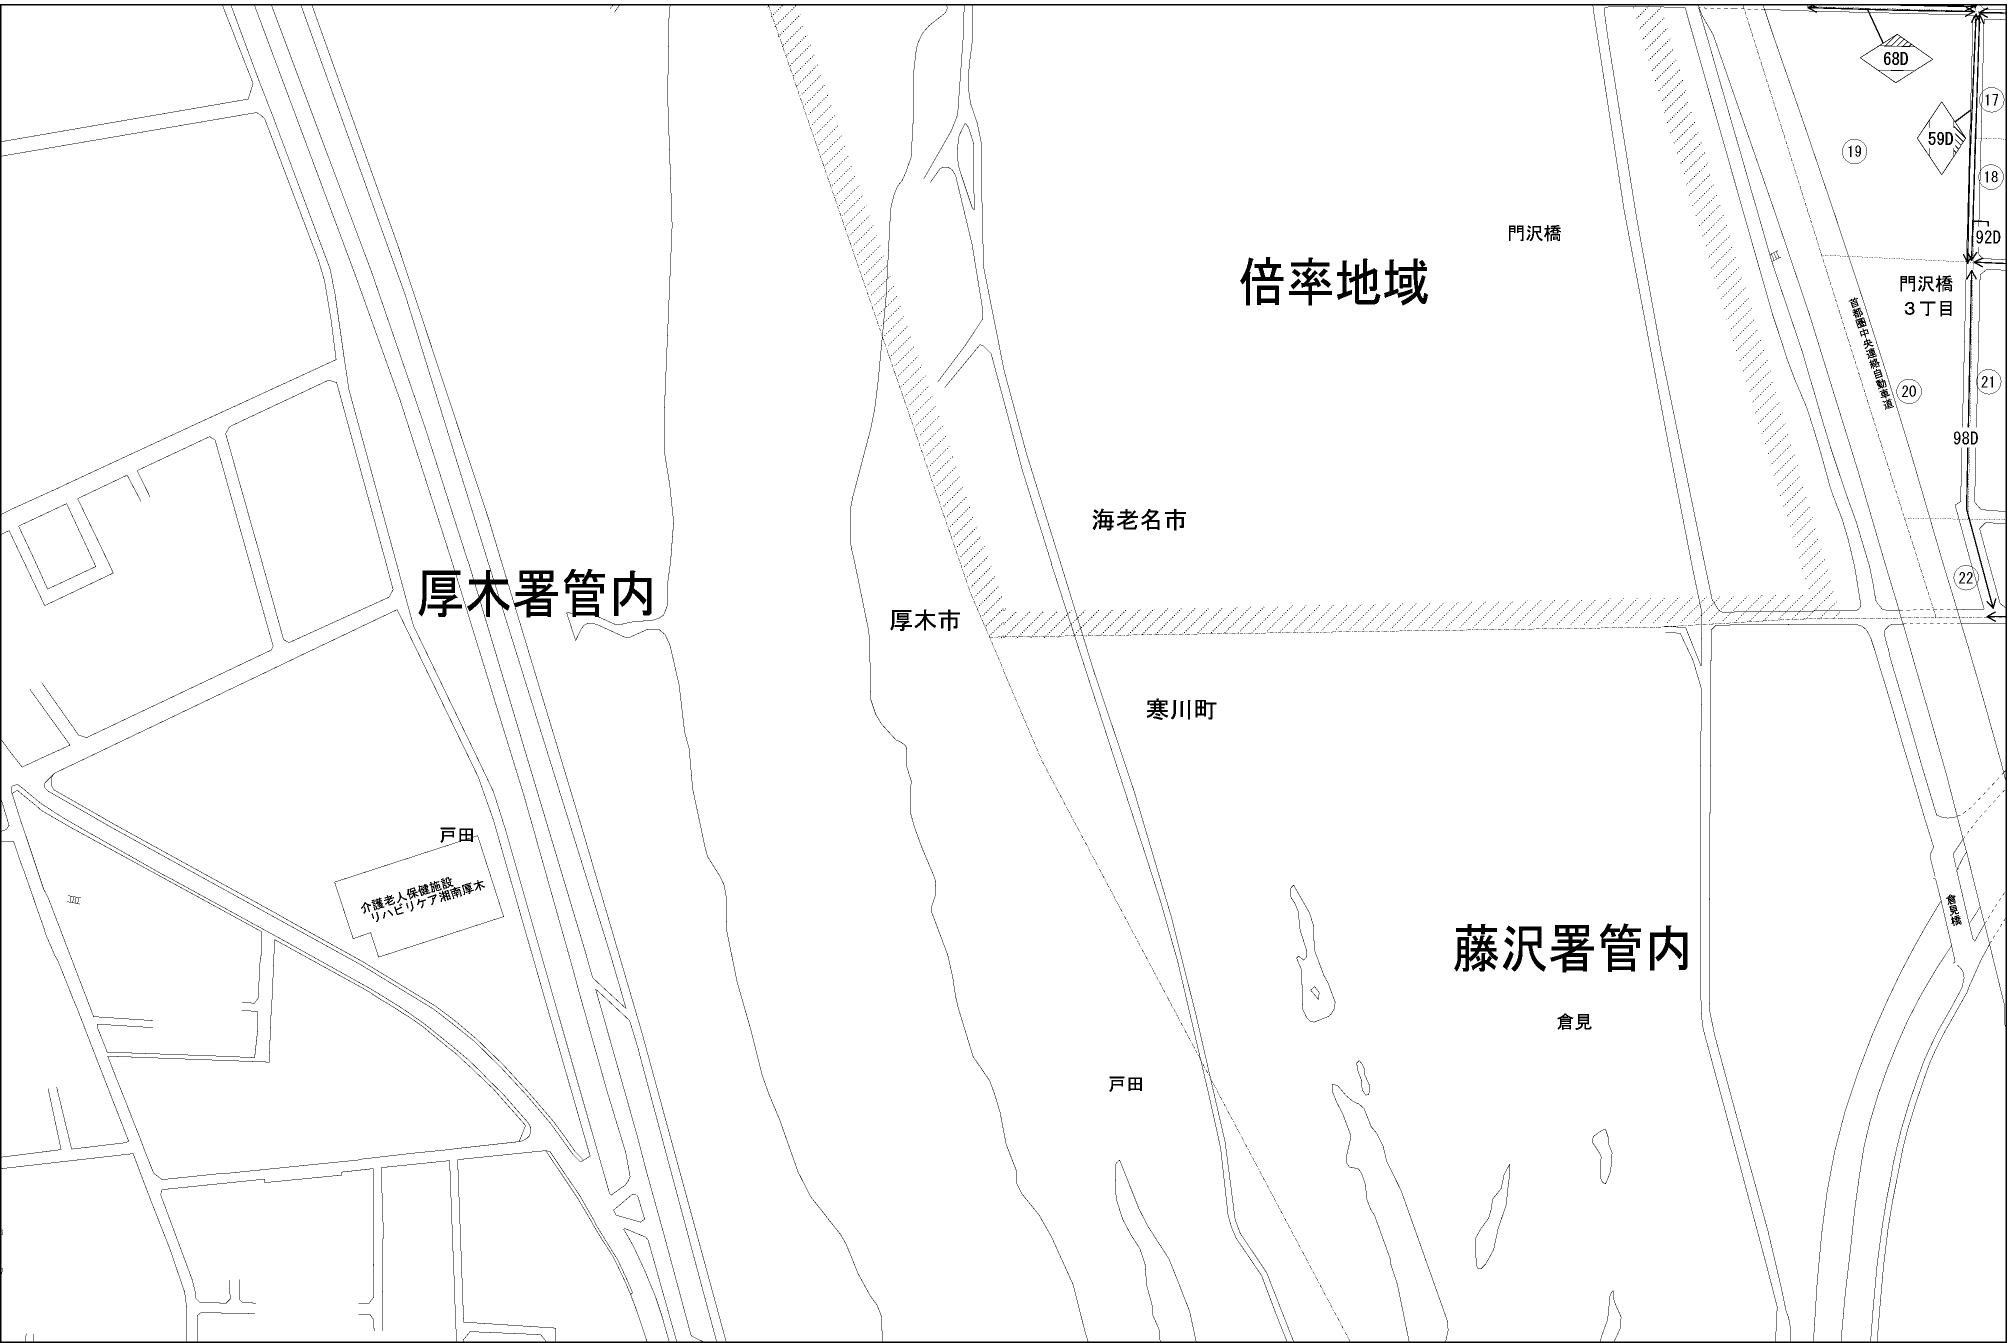 68D
17
59D
19
18
92D
門沢橋
倍率地域
門沢橋
3丁目
首都圏中央連絡自動車道
20
21
98D
海老名市
厚木署管内
22
厚木市
寒川町
戸田
介護老人保健施設
リハビリケア湘南厚木
倉見橋
藤沢署管内
倉見
戸田